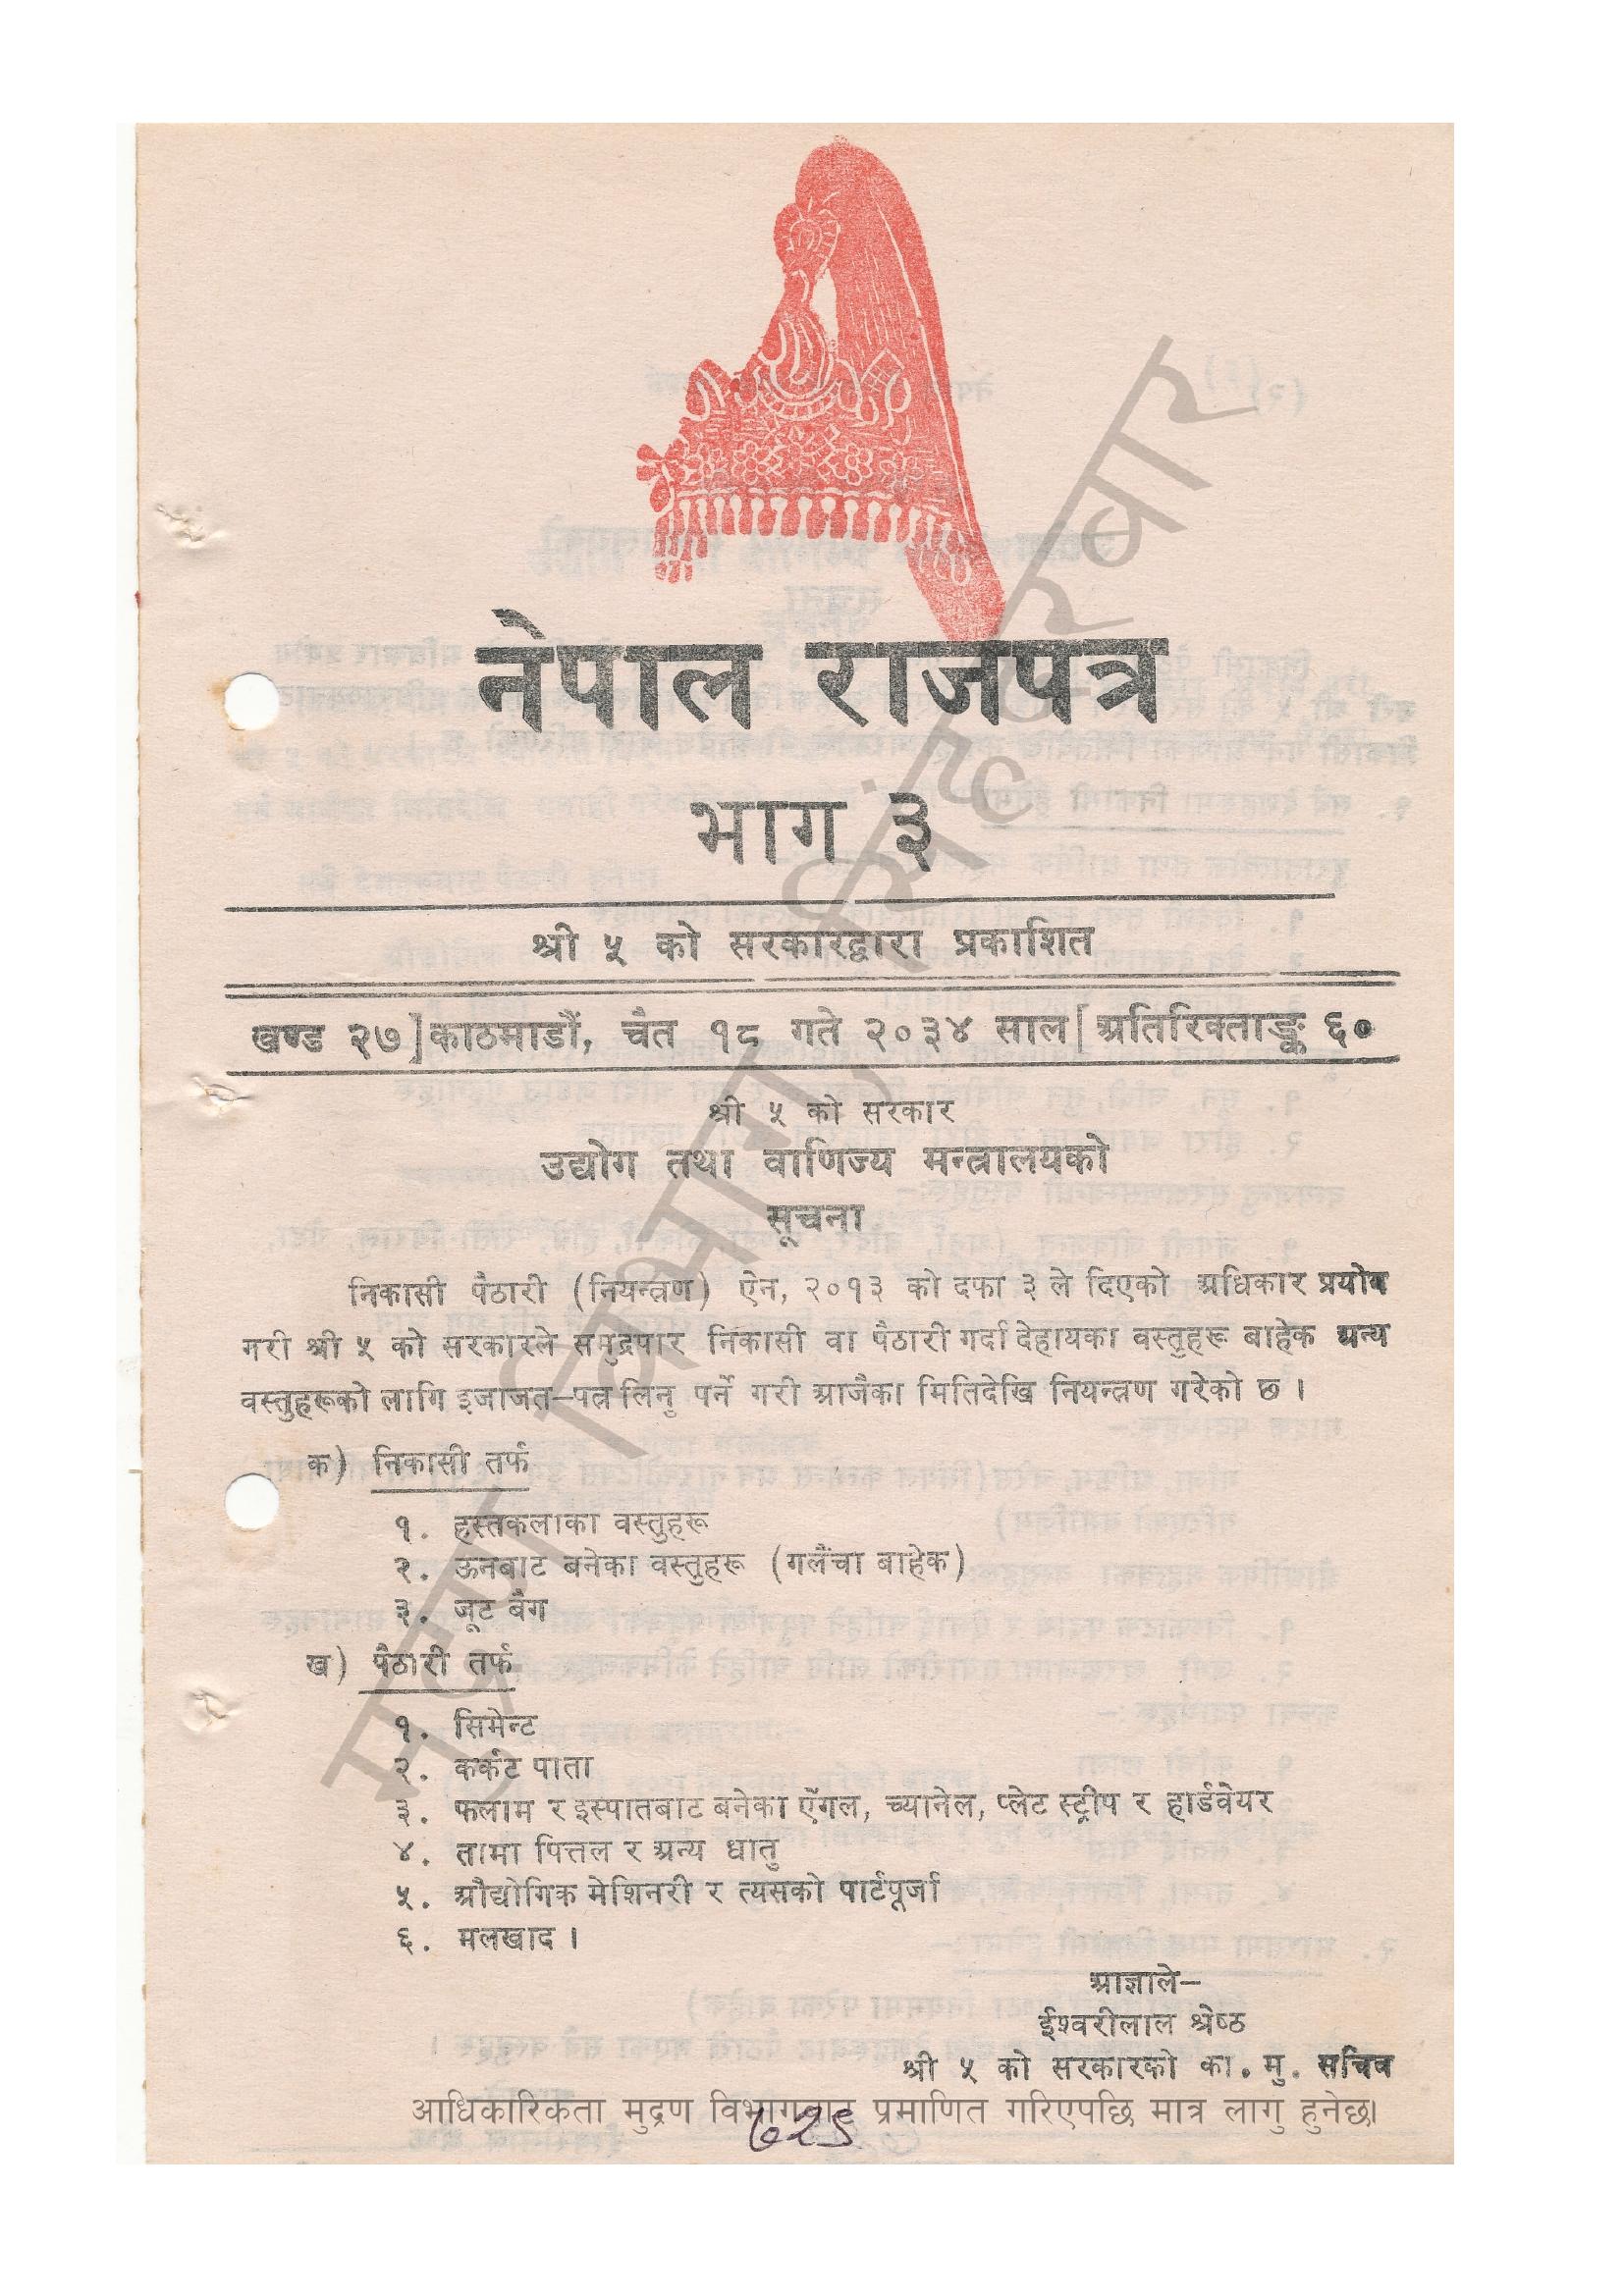 नेपाल राजपत्र
भाग ३
श्री ५ को सरकारद्वारा प्रकाशित
खण्ड २७] काठमाडौं, चैत १८ गते २०३४ साल [अतिरिक्ताङ्क ६०
श्री ५ को सरकार
उद्योग तथा वाणिज्य मन्त्रालयको
सूचना
निकासी पैठारी (नियन्त्रण) ऐन, २०१३ को दफा ३ ले दिएको अधिकार प्रयोग
गरी श्री ५ को सरकारले समुद्रपार निकासी वा पैठारी गर्दा देहायका वस्तुहरू बाहेक अन्य
वस्तुहरूको लागि इजाजत–पत्र लिनु पर्ने गरी आजैका मितिदेखि नियन्त्रण गरेको छ ।
क) निकासी तर्फ
१. हस्तकलाका वस्तुहरू
२. ऊनबाट बनेका वस्तुहरू (गलैंचा बाहेक)
३. जूट बैग
ख) पैठारी तर्फ
१. सिमेन्ट
२. कर्कट पाता
३. फलाम र इस्पातबाट बनेका ऐंगल, च्यानेल, प्लेट स्ट्रीप र हार्डवेयर
४. तामा पित्तल र अन्य धातु
५. औद्योगिक मेशिनरी र त्यसको पार्टपूर्जा
६. मलखाद ।
आज्ञाले–
ईश्वरीलाल श्रेष्ठ
श्री ५ को सरकारको का. मु. सचिव
आधिकारिकता मुद्रण विभागबाट प्रमाणित गरिएपछि मात्र लागु हुनेछ।
७२९
मुद्रण विभाग, सिंहदरबार